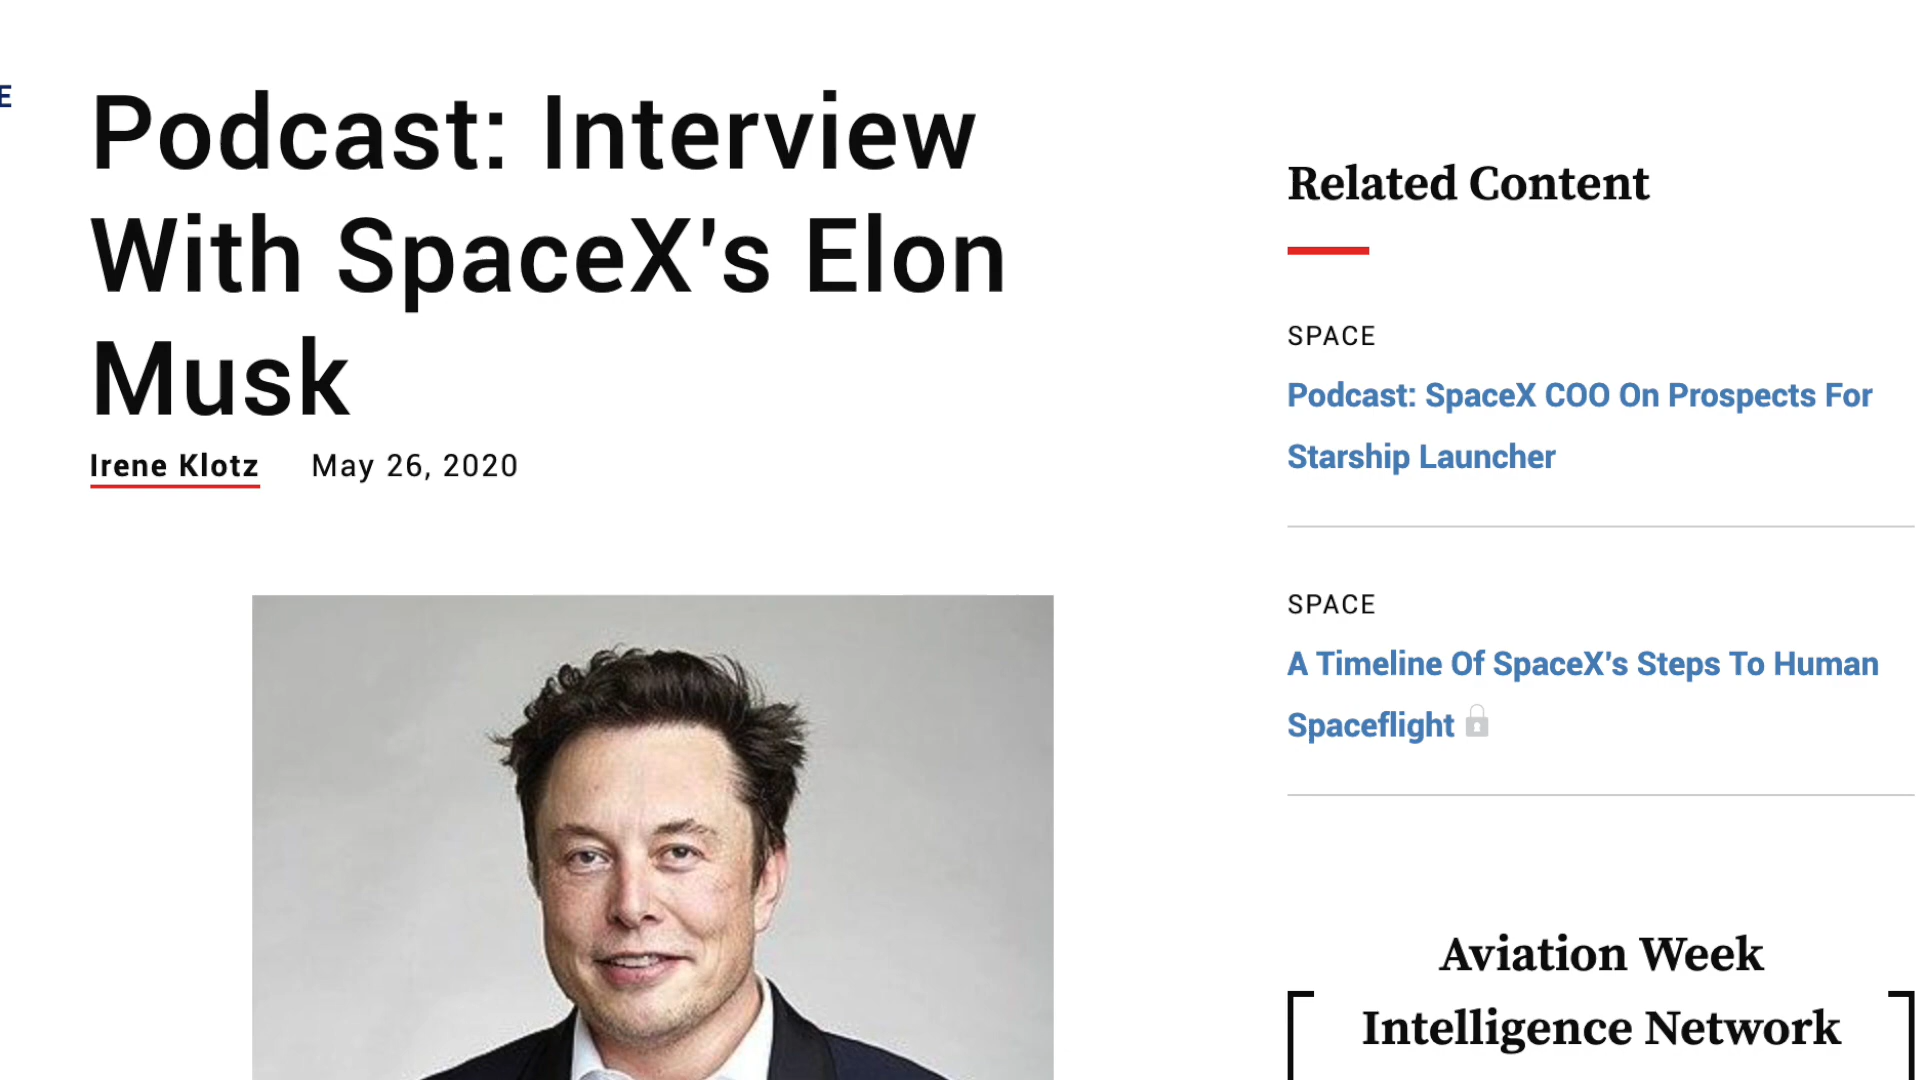 E
Podcast: Interview
With SpaceX's Elon
Musk
Irene Klotz May 26, 2020
Related Content
SPACE
Podcast: SpaceX COO On Prospects For
Starship Launcher
SPACE
A Timeline Of SpaceX's Steps To Human
Spaceflight
Aviation Week
Intelligence Network